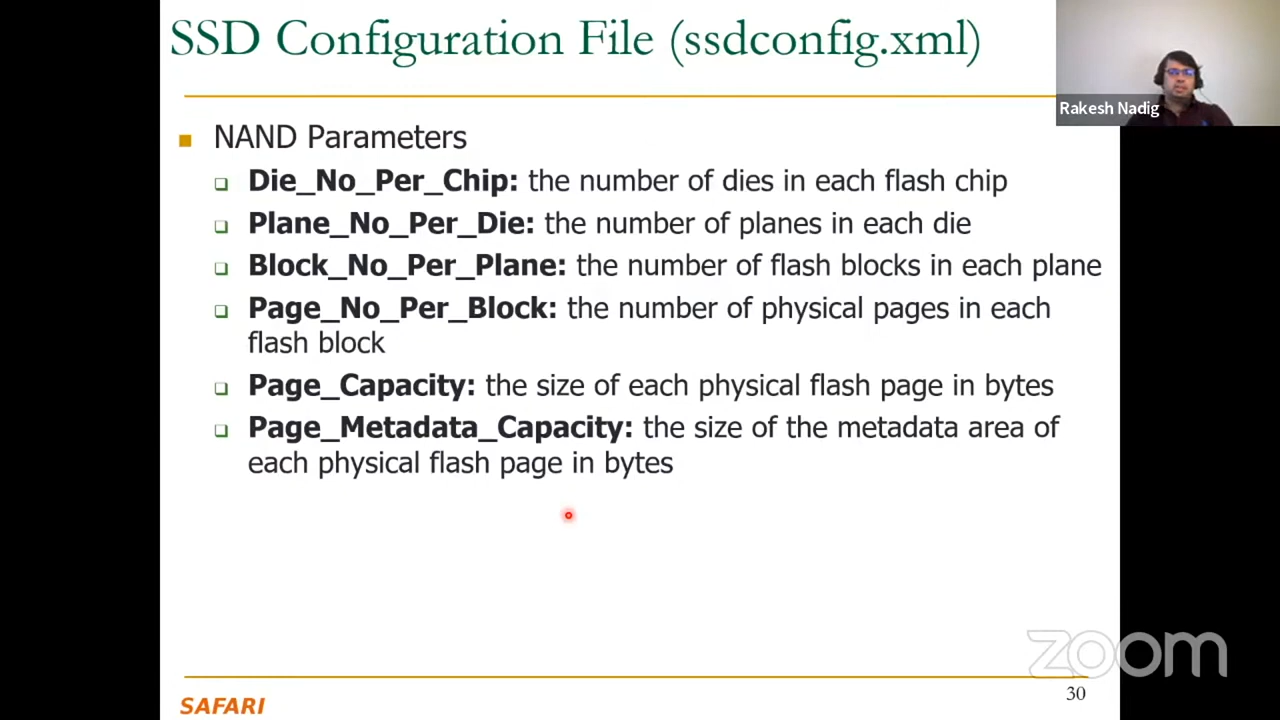 SSD Configuration File (ssdconfig.xml)
Rakesh Nadig
NAND Parameters
Die_No_Per_Chip: the number of dies in each flash chip
Plane_No_Per_Die: the number of planes in each die
Block_No_Per_Plane: the number of flash blocks in each plane
Page_No_Per_Block: the number of physical pages in each
flash block
Page_Capacity: the size of each physical flash page in bytes
Page_Metadata_Capacity: the size of the metadata area of
each physical flash page in bytes
zoom
SAFARI
30